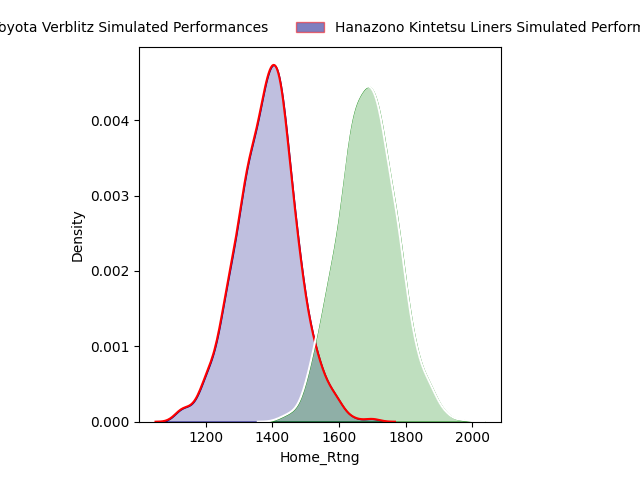 oyota Verblitz Simulated Performances Hanazono Kintetsu Liners Simulated Perform
0.004
0.003
0.002
0.001
0.000
Density
1200 1400 1600 1800 2000
Home_Rtng